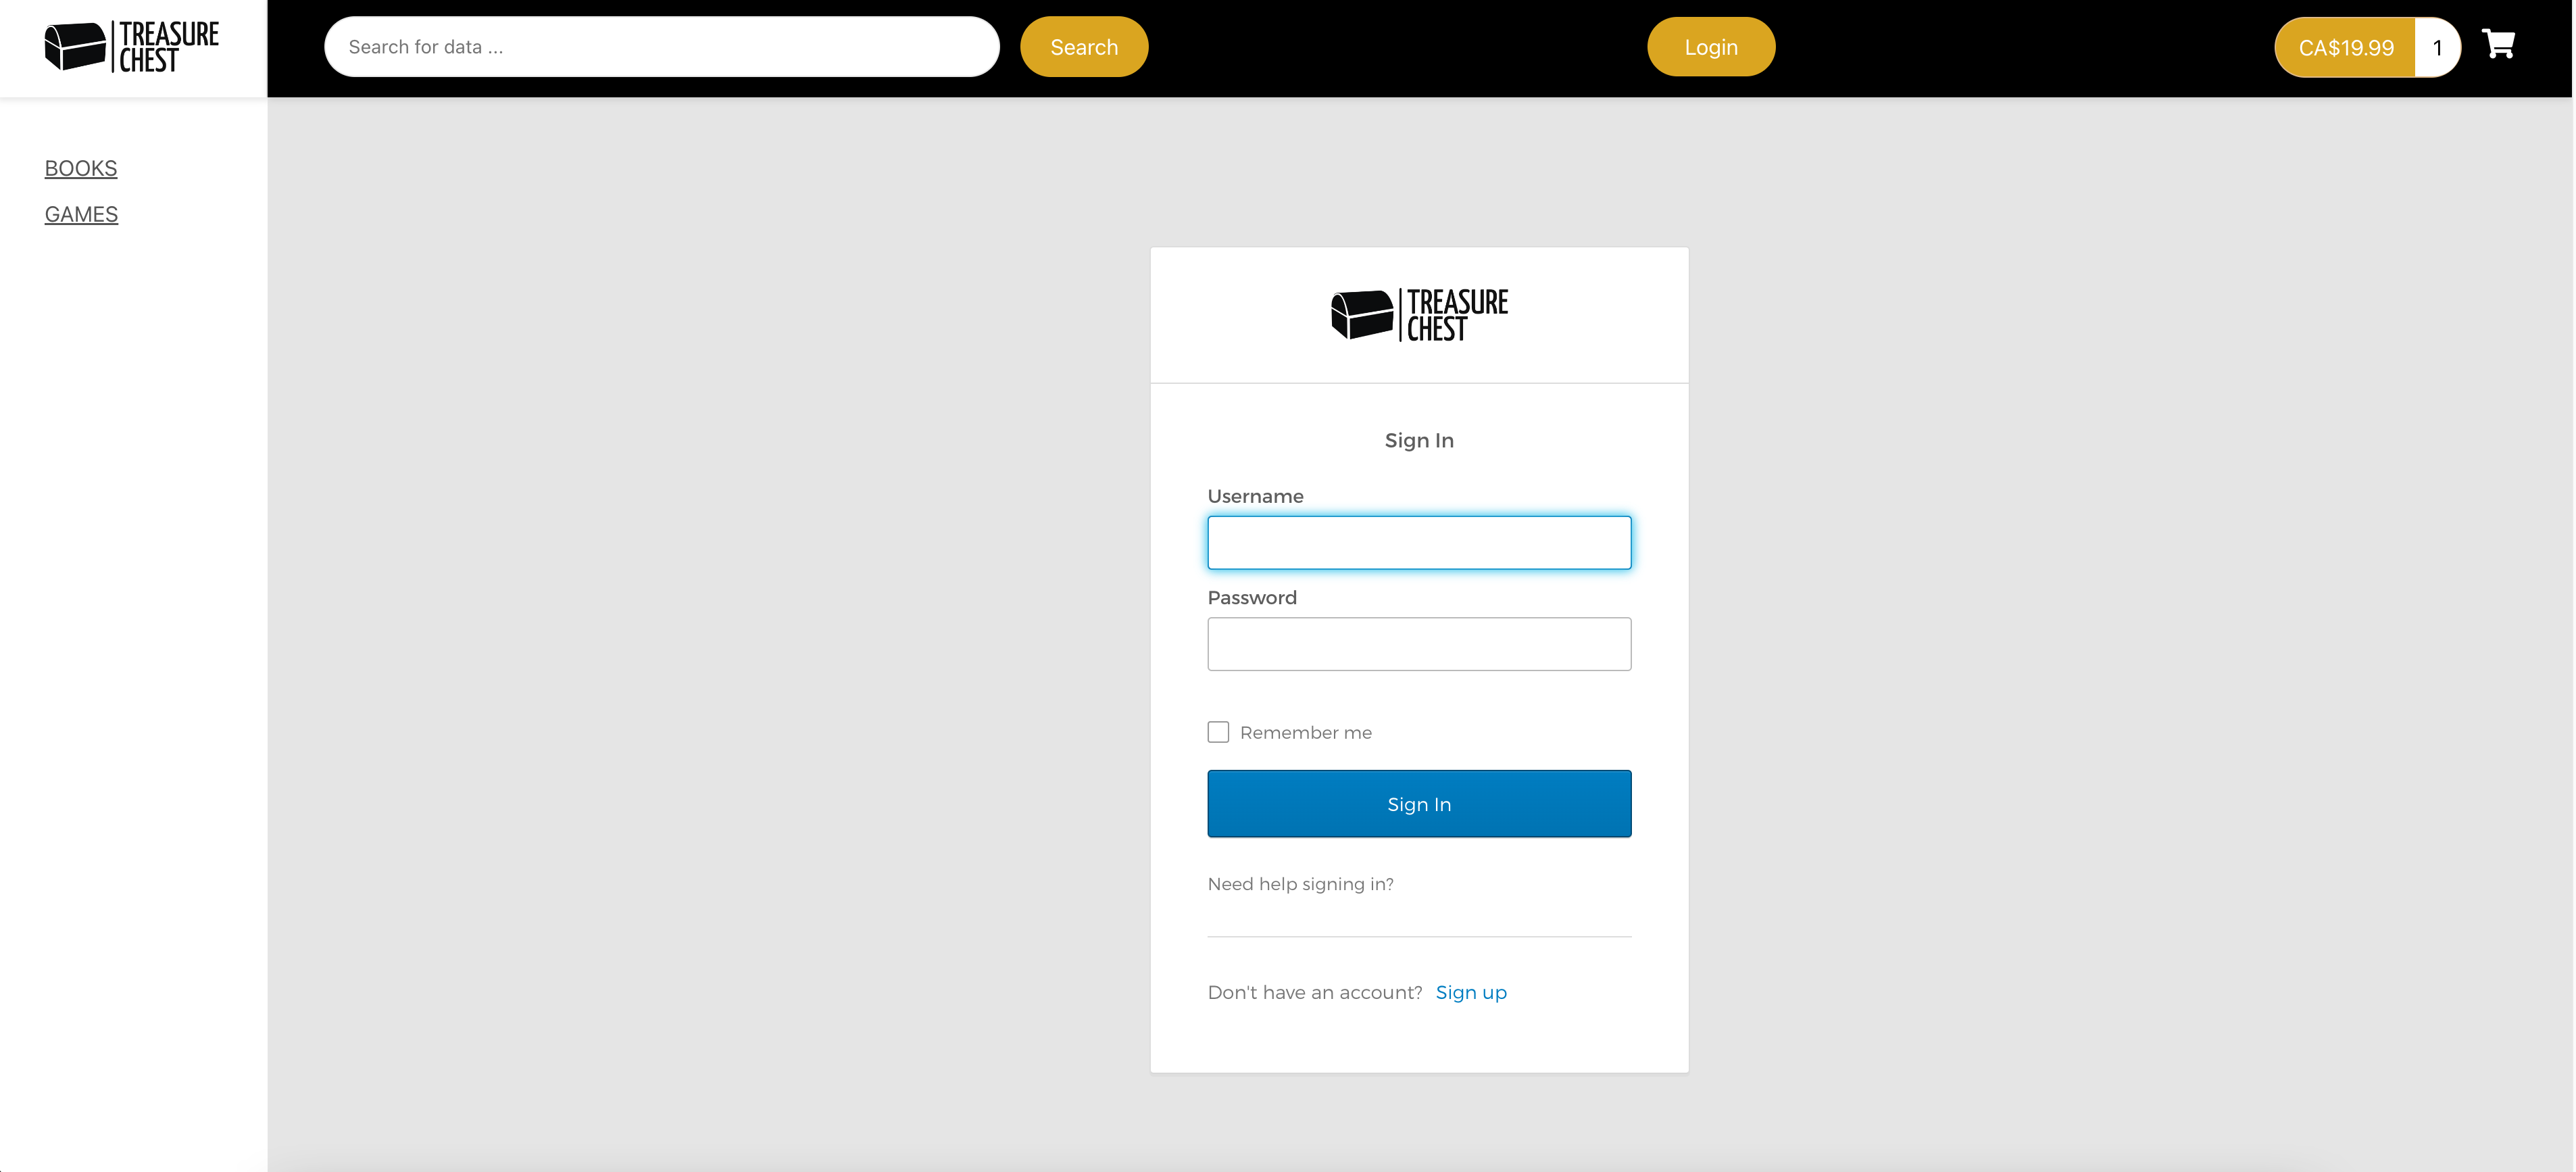 TREASURE
CHEST
Search for data ...
Search
Login
CA$19.99
1
BOOKS
GAMES
TREASURE
CHEST
Sign In
Username
Password
Remember me
Sign In
Need help signing in?
Don't have an account? Sign up